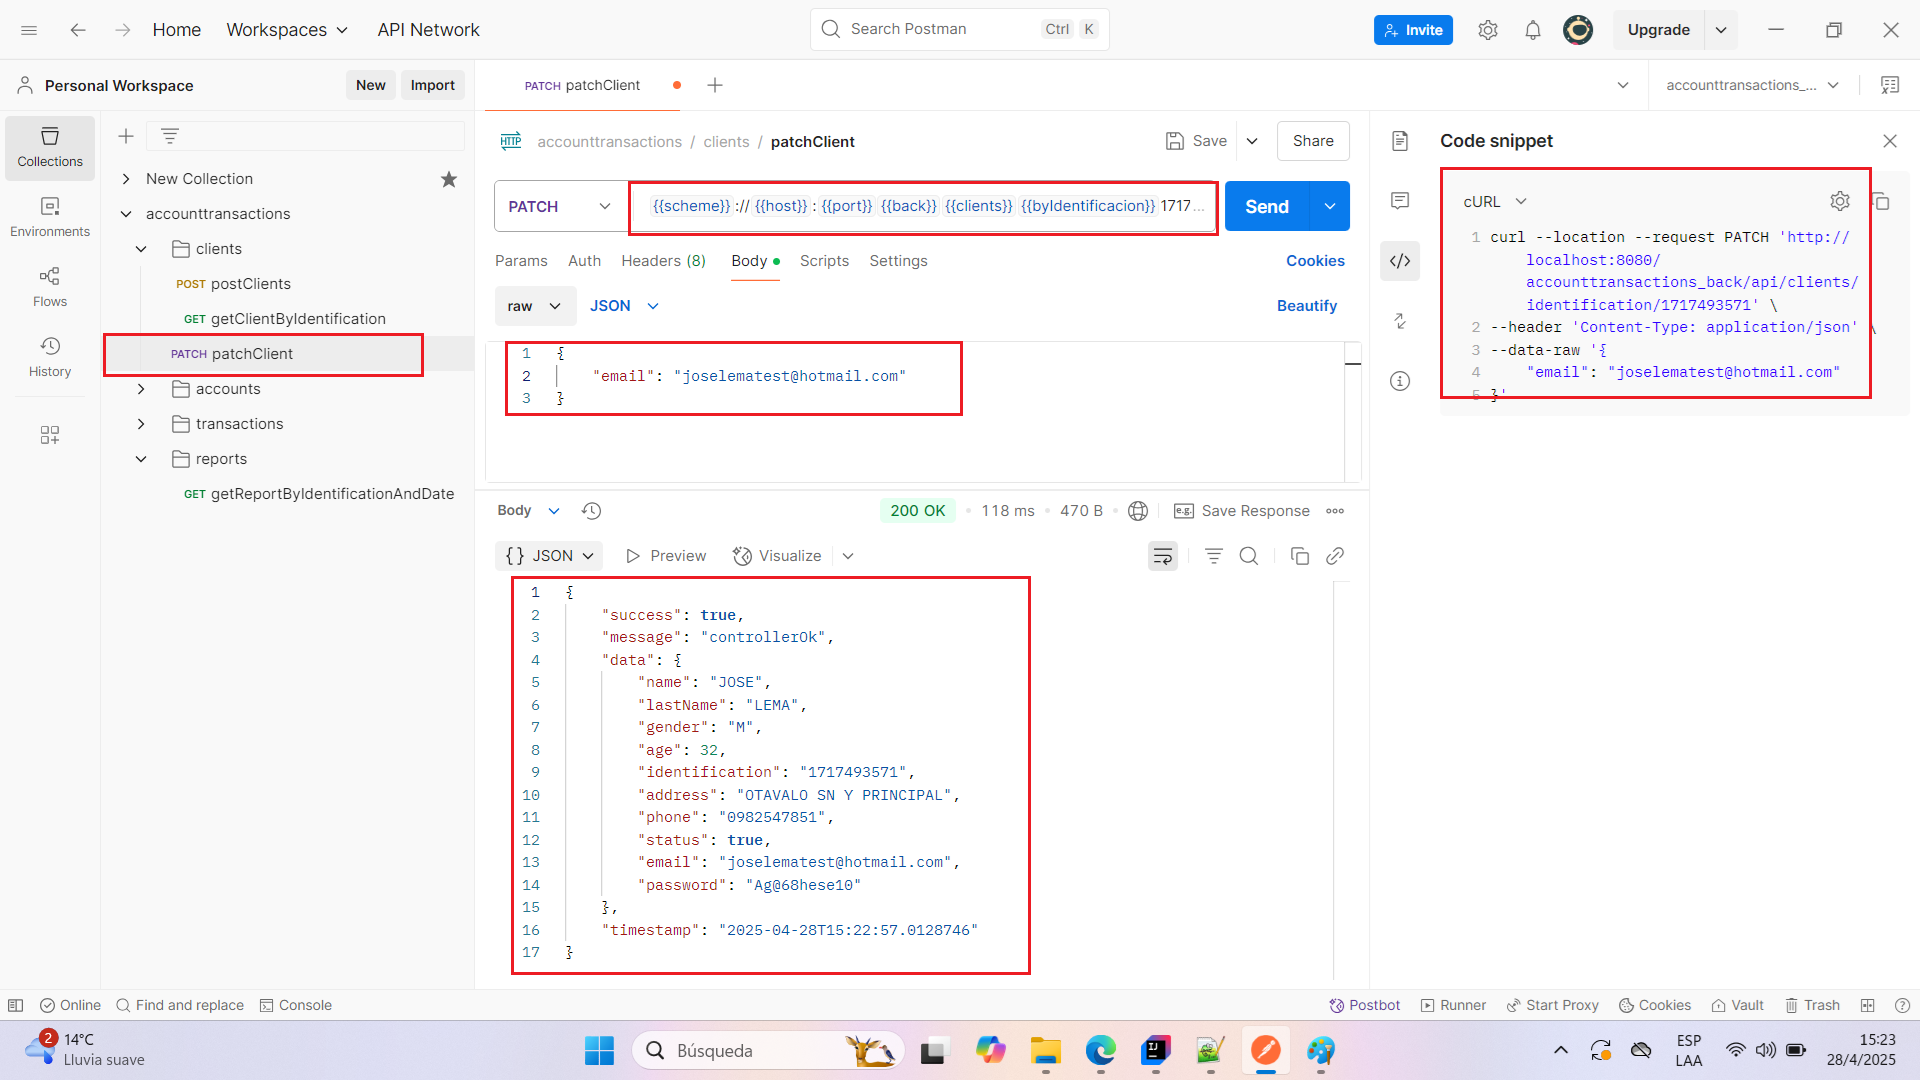 Home
Workspaces
API Network
Search Postman
Ctrl K
Invite
Upgrade
Personal Workspace
New
Import
PATCH patchClient
accounttransactions_...
Collections
Environments
Flows
History
New Collection
accounttransactions
clients
POST postClients
GET getClientByIdentification
PATCH patchClient
accounts
transactions
reports
GET getReportByIdentificationAndDate
HTTP accounttransactions / clients / patchClient
Save
Share
PATCH
{{scheme}} :// {{host}} : {{port}} {{back}} {{clients}} {{byIdentificacion}} 1717...
Send
Params Auth Headers (8) Body Scripts Settings
Cookies
raw
JSON
Beautify
1 {
2 "email": "joselematest@hotmail.com"
3 }
Body
200 OK
118 ms
470 B
e.g. Save Response
{} JSON
Preview
Visualize
1 {
2 "success": true,
3 "message": "controllerOk",
4 "data": {
5 "name": "JOSE",
6 "lastName": "LEMA",
7 "gender": "M",
8 "age": 32,
9 "identification": "1717493571",
10 "address": "OTAVALO SN Y PRINCIPAL",
11 "phone": "0982547851",
12 "status": true,
13 "email": "joselematest@hotmail.com",
14 "password": "Ag@68hese10"
15 },
16 "timestamp": "2025-04-28T15:22:57.0128746"
17 }
Code snippet
cURL
1 curl --location --request PATCH 'http://
localhost:8080/
accounttransactions_back/api/clients/
identification/1717493571' \
2 --header 'Content-Type: application/json' \
3 --data-raw '{
4 "email": "joselematest@hotmail.com"
5 }'
Online
Find and replace
Console
Postbot
Runner
Start Proxy
Cookies
Vault
Trash
2
14°C
Lluvia suave
Búsqueda
IJ
ESP
LAA
15:23
28/4/2025